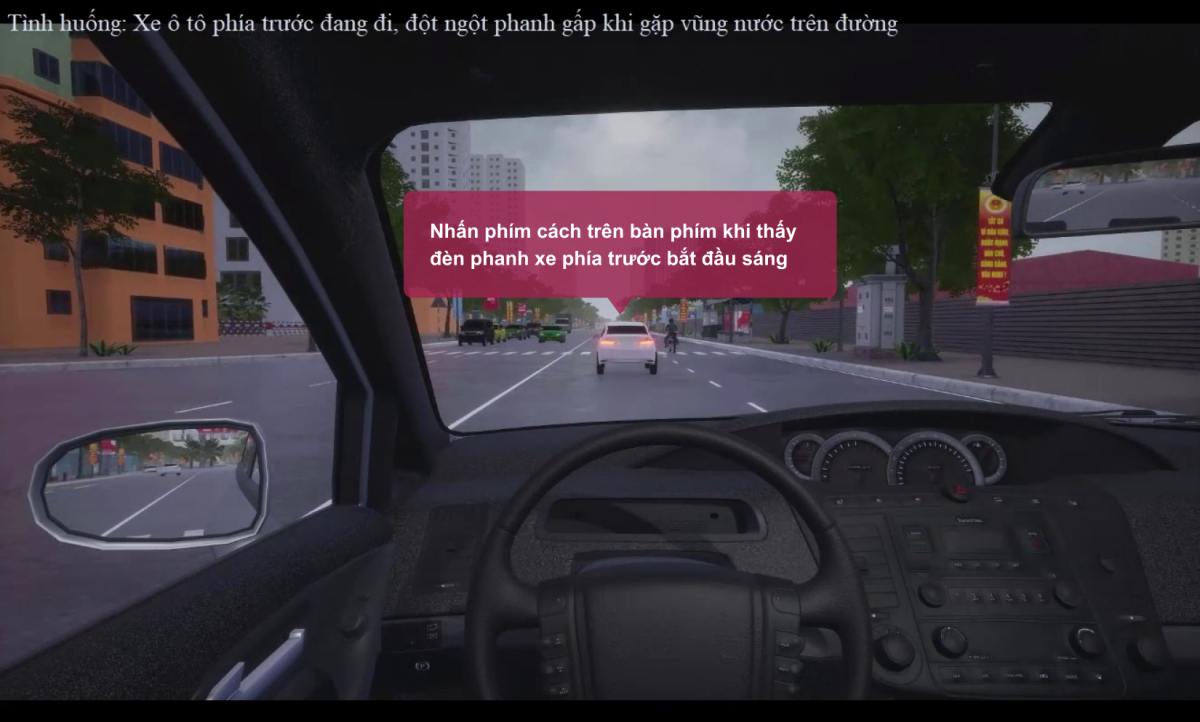 Tình huống: Xe ô tô phía trước đang đi, đột ngột phanh gấp khi gặp vũng nước trên đường
Nhấn phím cách trên bàn phím khi thấy
đèn phanh xe phía trước bắt đầu sáng